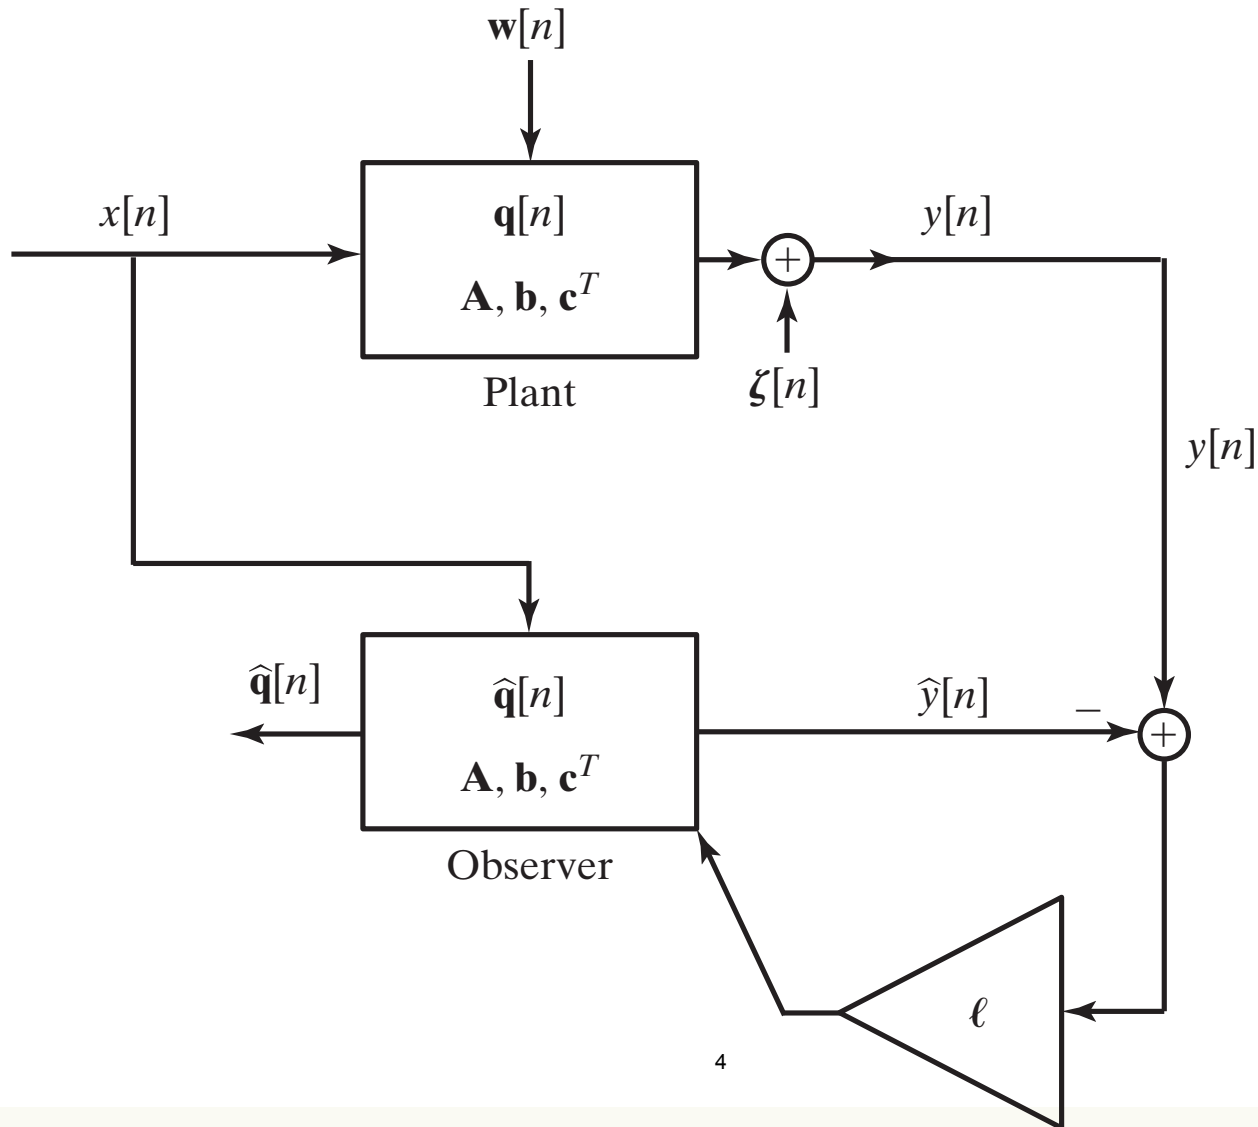 w[n]
x[n]
q[n]
A, b, c^T
Plant
+
y[n]
ζ[n]
y[n]
q̂[n]
q̂[n]
A, b, c^T
Observer
ŷ[n]
−
+
ℓ
4